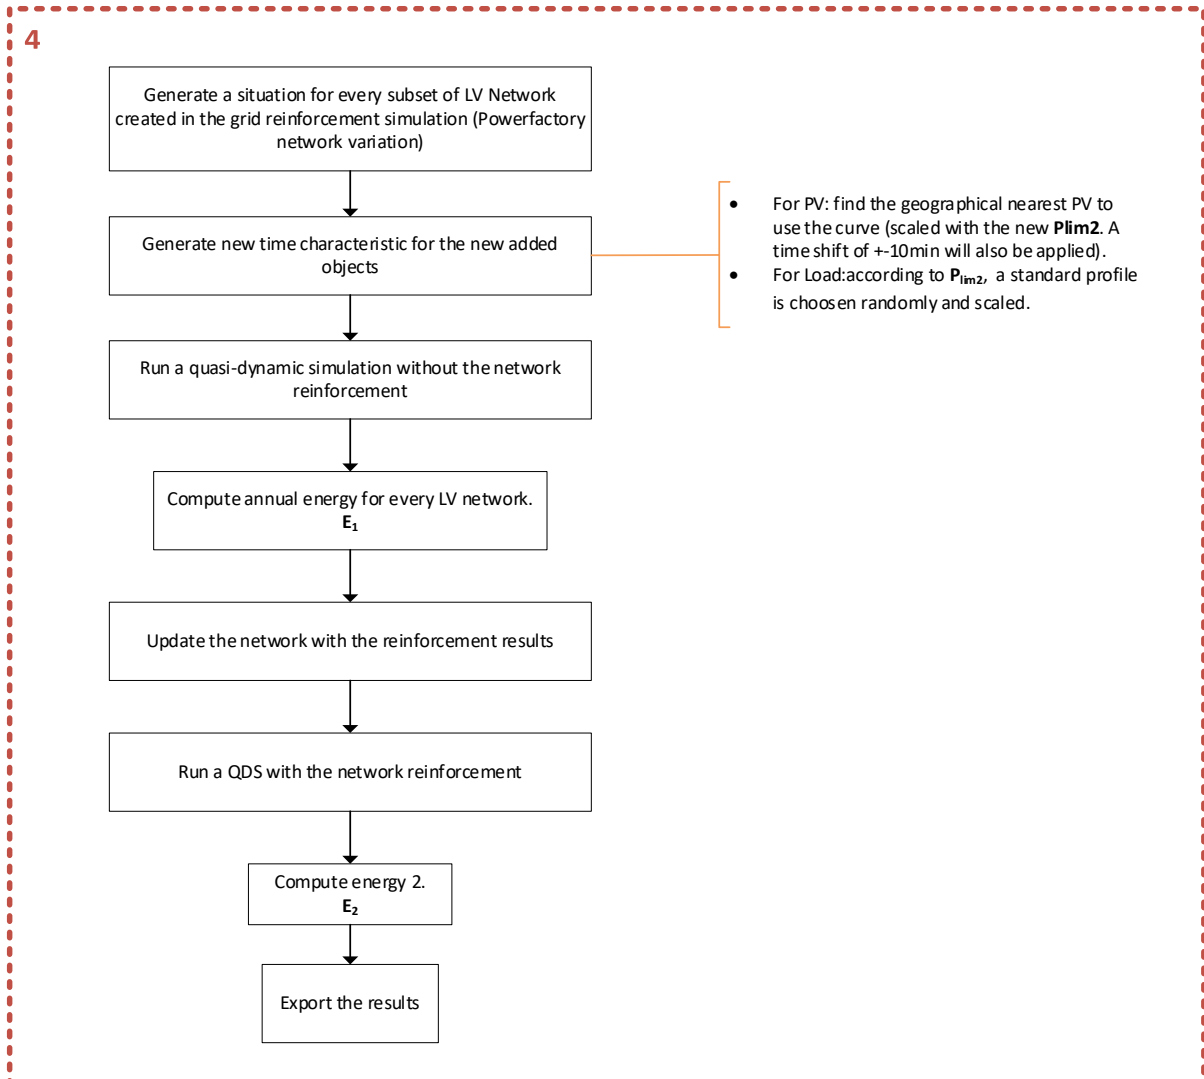 4
Generate a situation for every subset of LV Network
created in the grid reinforcement simulation (Powerfactory
network variation)
Generate new time characteristic for the new added
objects
• For PV: find the geographical nearest PV to
use the curve (scaled with the new Plim2. A
time shift of +-10min will also be applied).
• For Load:according to Plim2, a standard profile
is choosen randomly and scaled.
Run a quasi-dynamic simulation without the network
reinforcement
Compute annual energy for every LV network.
E1
Update the network with the reinforcement results
Run a QDS with the network reinforcement
Compute energy 2.
E2
Export the results